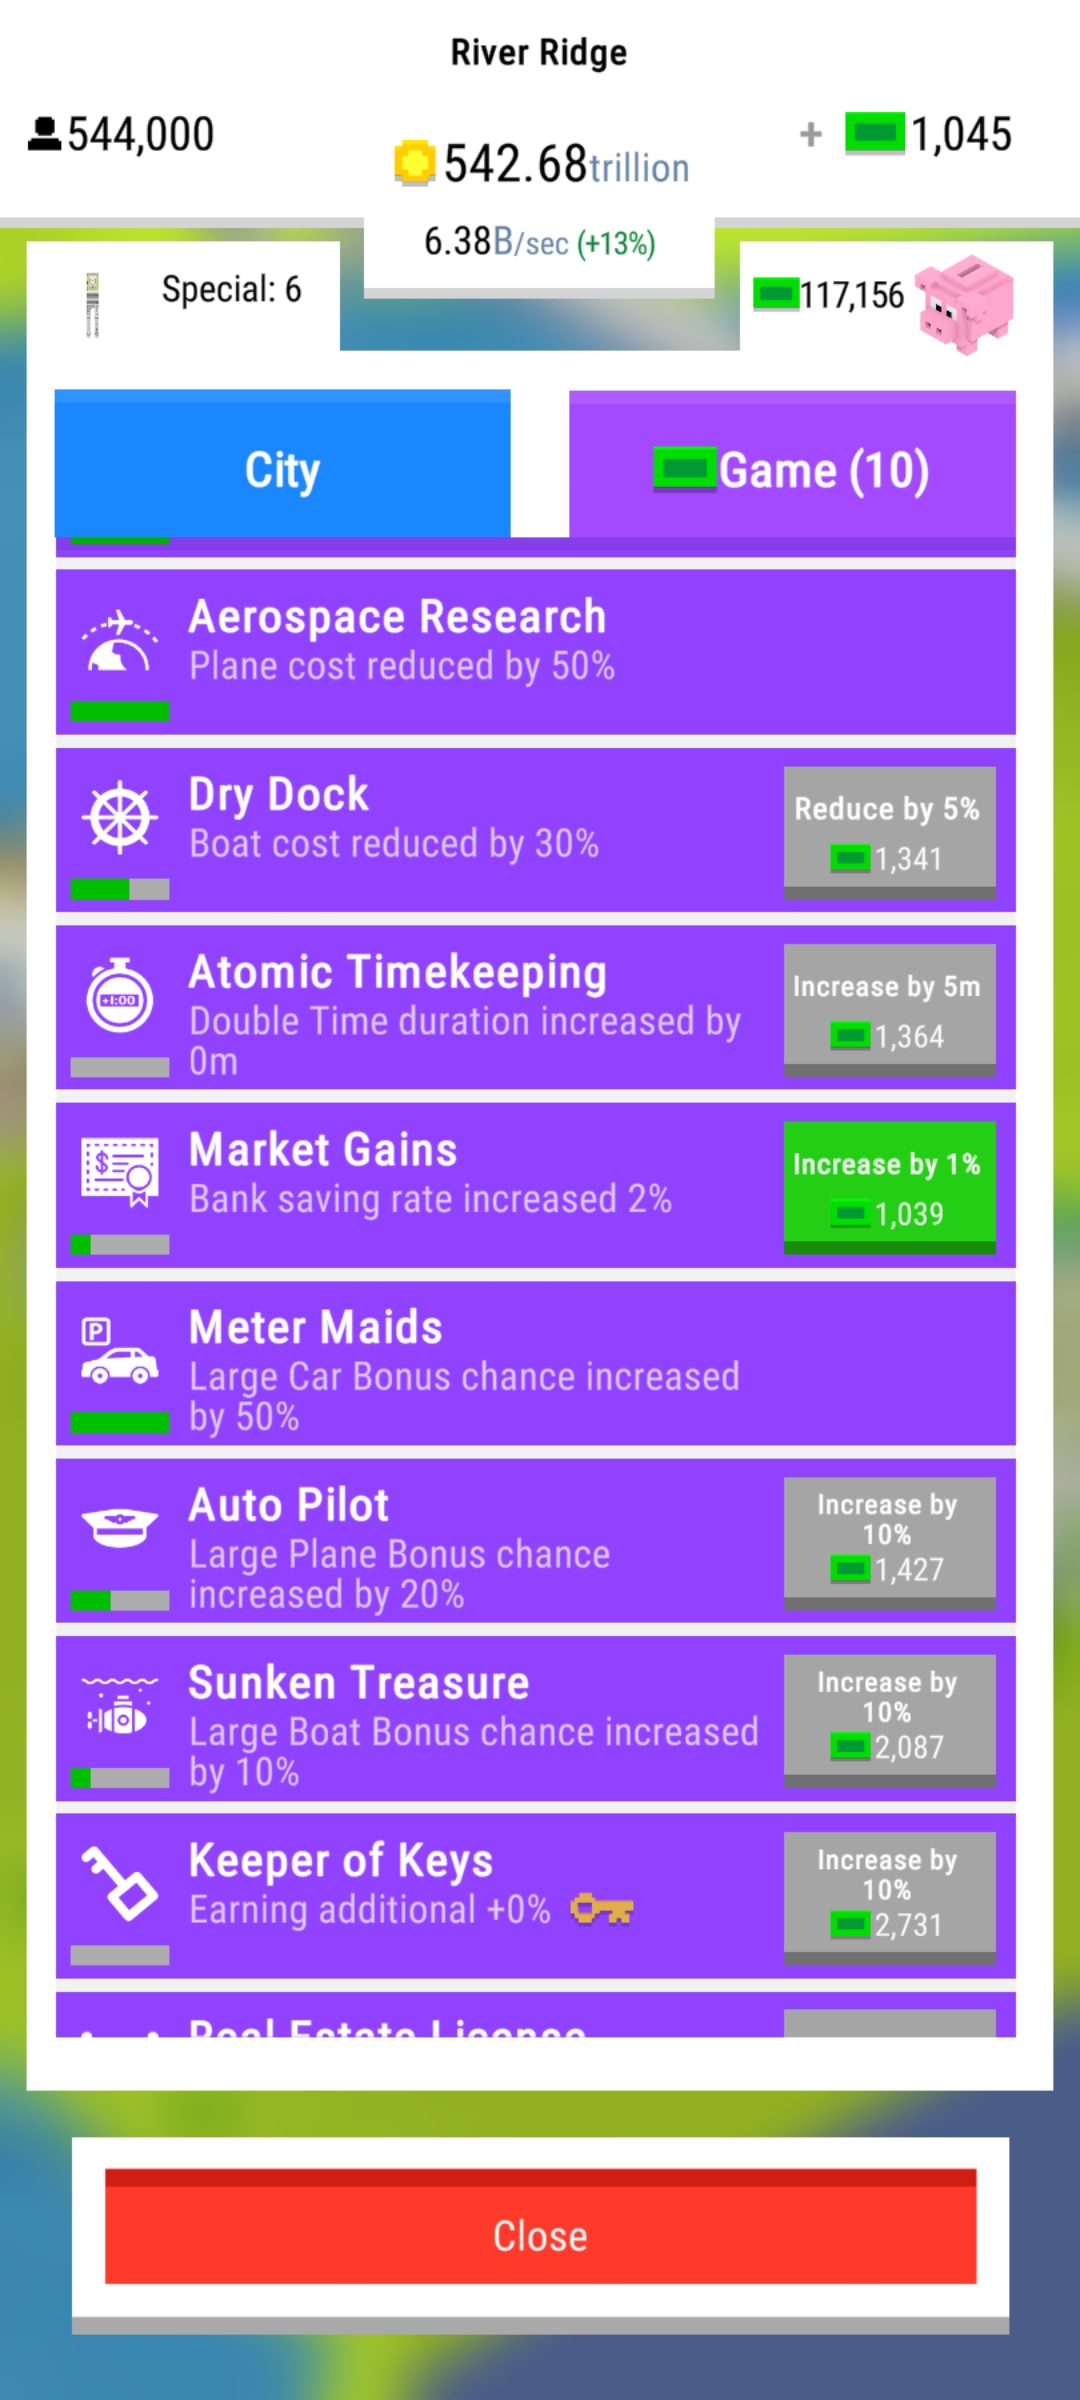 River Ridge
544,000
542.68trillion
+ 1,045
6.38B/sec (+13%)
Special: 6
117,156
City
Game (10)
Aerospace Research
Plane cost reduced by 50%
Dry Dock
Boat cost reduced by 30%
Reduce by 5%
1,341
+1:00
Atomic Timekeeping
Double Time duration increased by
0m
Increase by 5m
1,364
$
Market Gains
Bank saving rate increased 2%
Increase by 1%
1,039
P
Meter Maids
Large Car Bonus chance increased
by 50%
Auto Pilot
Large Plane Bonus chance
increased by 20%
Increase by
10%
1,427
Sunken Treasure
Large Boat Bonus chance increased
by 10%
Increase by
10%
2,087
Keeper of Keys
Earning additional +0%
Increase by
10%
2,731
Real Estate License
Close